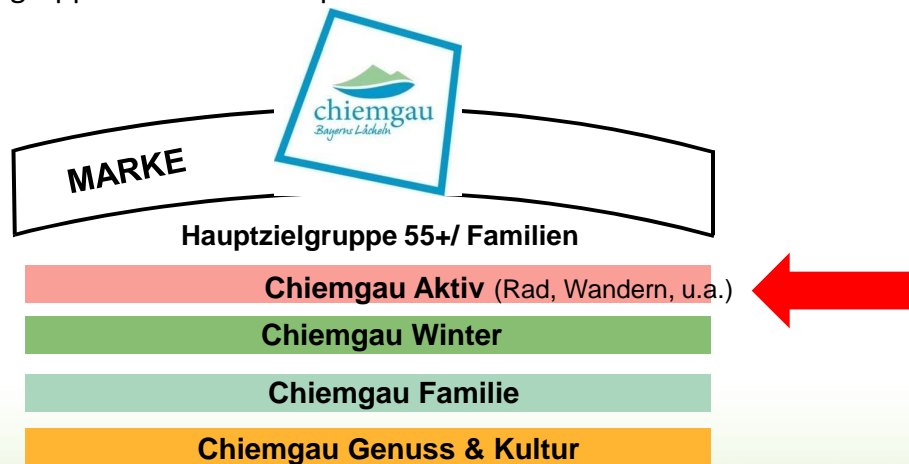 chiemgau
Bayerns Lächeln
MARKE
Hauptzielgruppe 55+/ Familien
Chiemgau Aktiv (Rad, Wandern, u.a.)
Chiemgau Winter
Chiemgau Familie
Chiemgau Genuss & Kultur